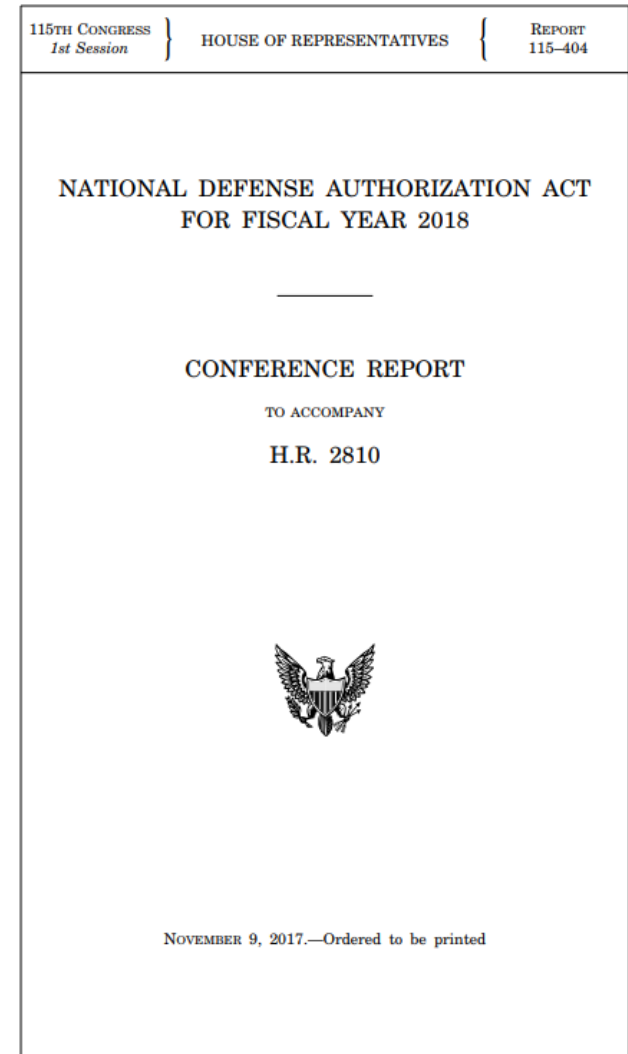 115TH CONGRESS
1st Session
HOUSE OF REPRESENTATIVES
REPORT
115–404
NATIONAL DEFENSE AUTHORIZATION ACT
FOR FISCAL YEAR 2018
CONFERENCE REPORT
TO ACCOMPANY
H.R. 2810
NOVEMBER 9, 2017.—Ordered to be printed